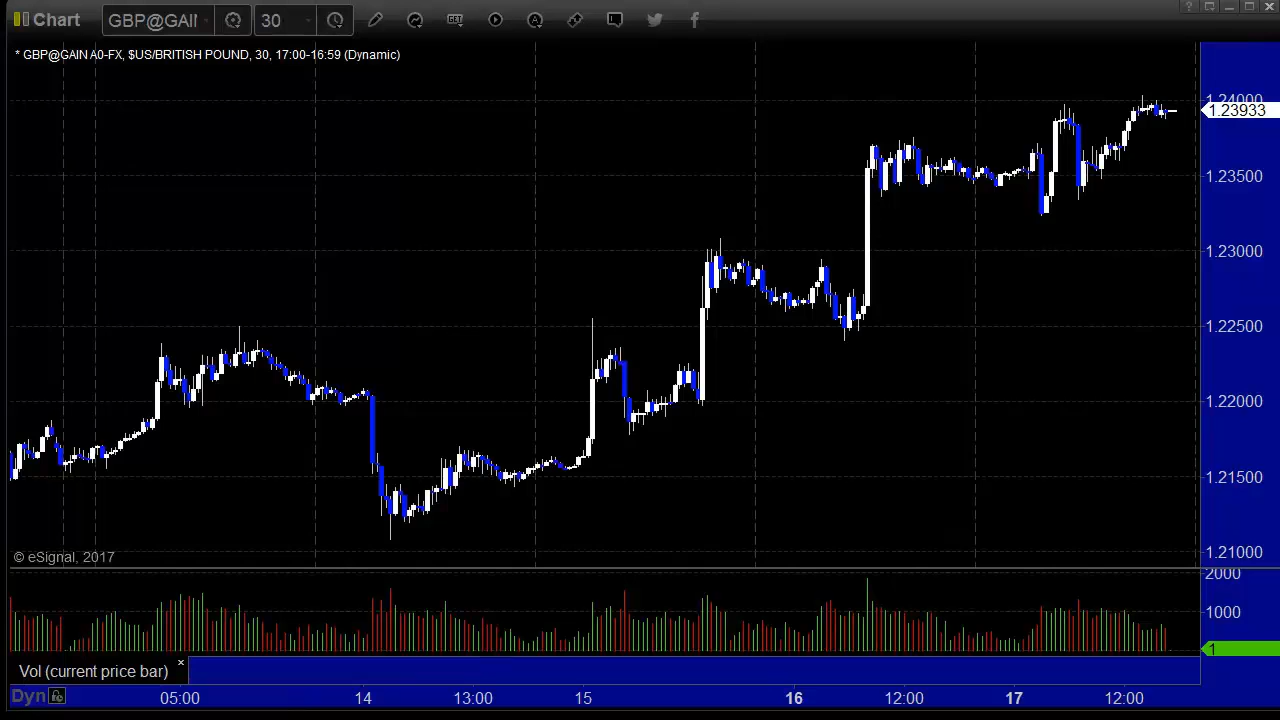 Chart GBP@GAII 30 GET A
* GBP@GAIN A0-FX, $US/BRITISH POUND, 30, 17:00-16:59 (Dynamic)
1.24000
1.23933
1.23500
1.23000
1.22500
1.22000
1.21500
1.21000
© eSignal, 2017
2000
1000
1
Vol (current price bar) ×
Dyn 05:00 14 13:00 15 16 12:00 17 12:00